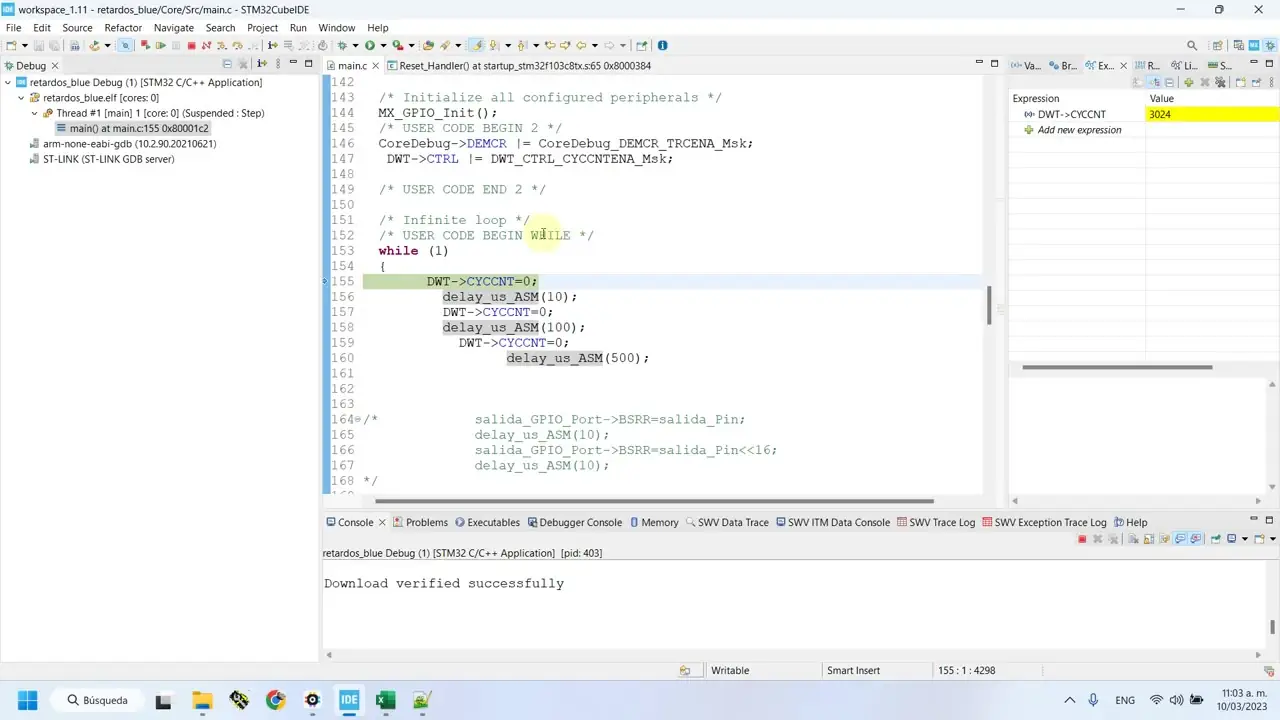 workspace_1.11 - retardos_blue/Core/Src/main.c - STM32CubeIDE
File Edit Source Refactor Navigate Search Project Run Window Help
Debug
retardos_blue Debug (1) [STM32 C/C++ Application]
retardos_blue.elf [cores: 0]
Thread #1 [main] 1 [core: 0] (Suspended : Step)
main() at main.c:155 0x80001c2
arm-none-eabi-gdb (10.2.90.20210621)
ST-LINK (ST-LINK GDB server)
main.c Reset_Handler() at startup_stm32f103c8tx.s:65 0x8000384
142
143 /* Initialize all configured peripherals */
144 MX_GPIO_Init();
145 /* USER CODE BEGIN 2 */
146 CoreDebug->DEMCR |= CoreDebug_DEMCR_TRCENA_Msk;
147 DWT->CTRL |= DWT_CTRL_CYCCNTENA_Msk;
148
149 /* USER CODE END 2 */
150
151 /* Infinite loop */
152 /* USER CODE BEGIN WHILE */
153 while (1)
154 {
155 DWT->CYCCNT=0;
156 delay_us_ASM(10);
157 DWT->CYCCNT=0;
158 delay_us_ASM(100);
159 DWT->CYCCNT=0;
160 delay_us_ASM(500);
161
162
163
164 /* salida_GPIO_Port->BSRR=salida_Pin;
165 delay_us_ASM(10);
166 salida_GPIO_Port->BSRR=salida_Pin<<16;
167 delay_us_ASM(10);
168 */
Va... Br... Ex... R... Li... S...
Expression Value
DWT->CYCCNT 3024
Add new expression
Console Problems Executables Debugger Console Memory SWV Data Trace SWV ITM Data Console SWV Trace Log SWV Exception Trace Log Help
retardos_blue Debug (1) [STM32 C/C++ Application] [pid: 403]
Download verified successfully
Writable Smart Insert 155 : 1 : 4298
IDE
Búsqueda
ENG
11:03 a. m.
10/03/2023